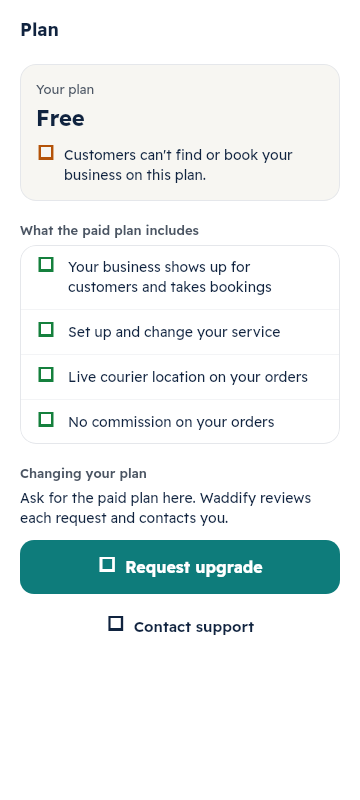 Plan
Your plan
Free
Customers can't find or book your
business on this plan.
What the paid plan includes
Your business shows up for
customers and takes bookings
Set up and change your service
Live courier location on your orders
No commission on your orders
Changing your plan
Ask for the paid plan here. Waddify reviews
each request and contacts you.
Request upgrade
Contact support